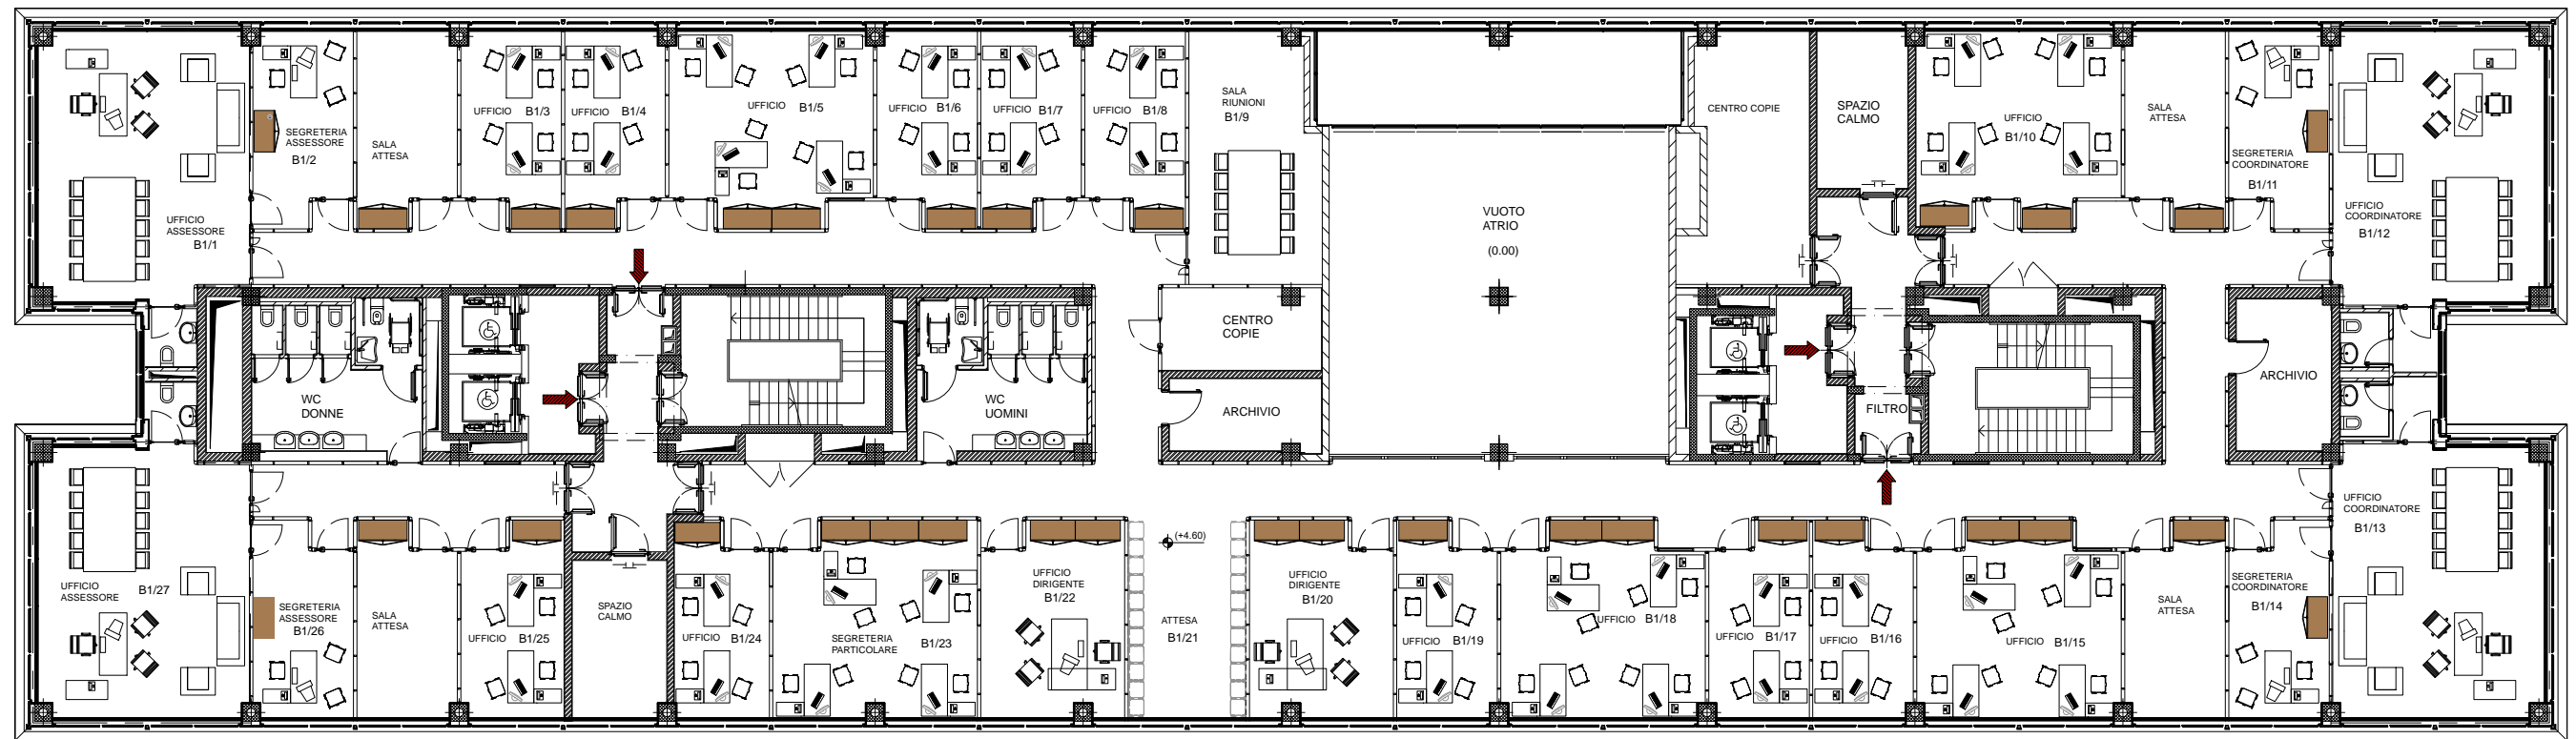 UFFICIO
ASSESSORE
B1/1
SEGRETERIA
ASSESSORE
B1/2
SALA
ATTESA
UFFICIO B1/3
UFFICIO B1/4
UFFICIO B1/5
UFFICIO B1/6
UFFICIO B1/7
UFFICIO B1/8
SALA
RIUNIONI
B1/9
VUOTO
ATRIO
(0.00)
CENTRO COPIE
SPAZIO
CALMO
UFFICIO
B1/10
SALA
ATTESA
SEGRETERIA
COORDINATORE
B1/11
UFFICIO
COORDINATORE
B1/12
WC
DONNE
WC
UOMINI
CENTRO
COPIE
ARCHIVIO
FILTRO
ARCHIVIO
UFFICIO
ASSESSORE
B1/27
SEGRETERIA
ASSESSORE
B1/26
SALA
ATTESA
UFFICIO B1/25
SPAZIO
CALMO
UFFICIO B1/24
SEGRETERIA
PARTICOLARE B1/23
UFFICIO
DIRIGENTE
B1/22
(+4.60)
ATTESA
B1/21
UFFICIO
DIRIGENTE
B1/20
UFFICIO B1/19
UFFICIO B1/18
UFFICIO B1/17
UFFICIO B1/16
UFFICIO B1/15
SALA
ATTESA
SEGRETERIA
COORDINATORE
B1/14
UFFICIO
COORDINATORE
B1/13